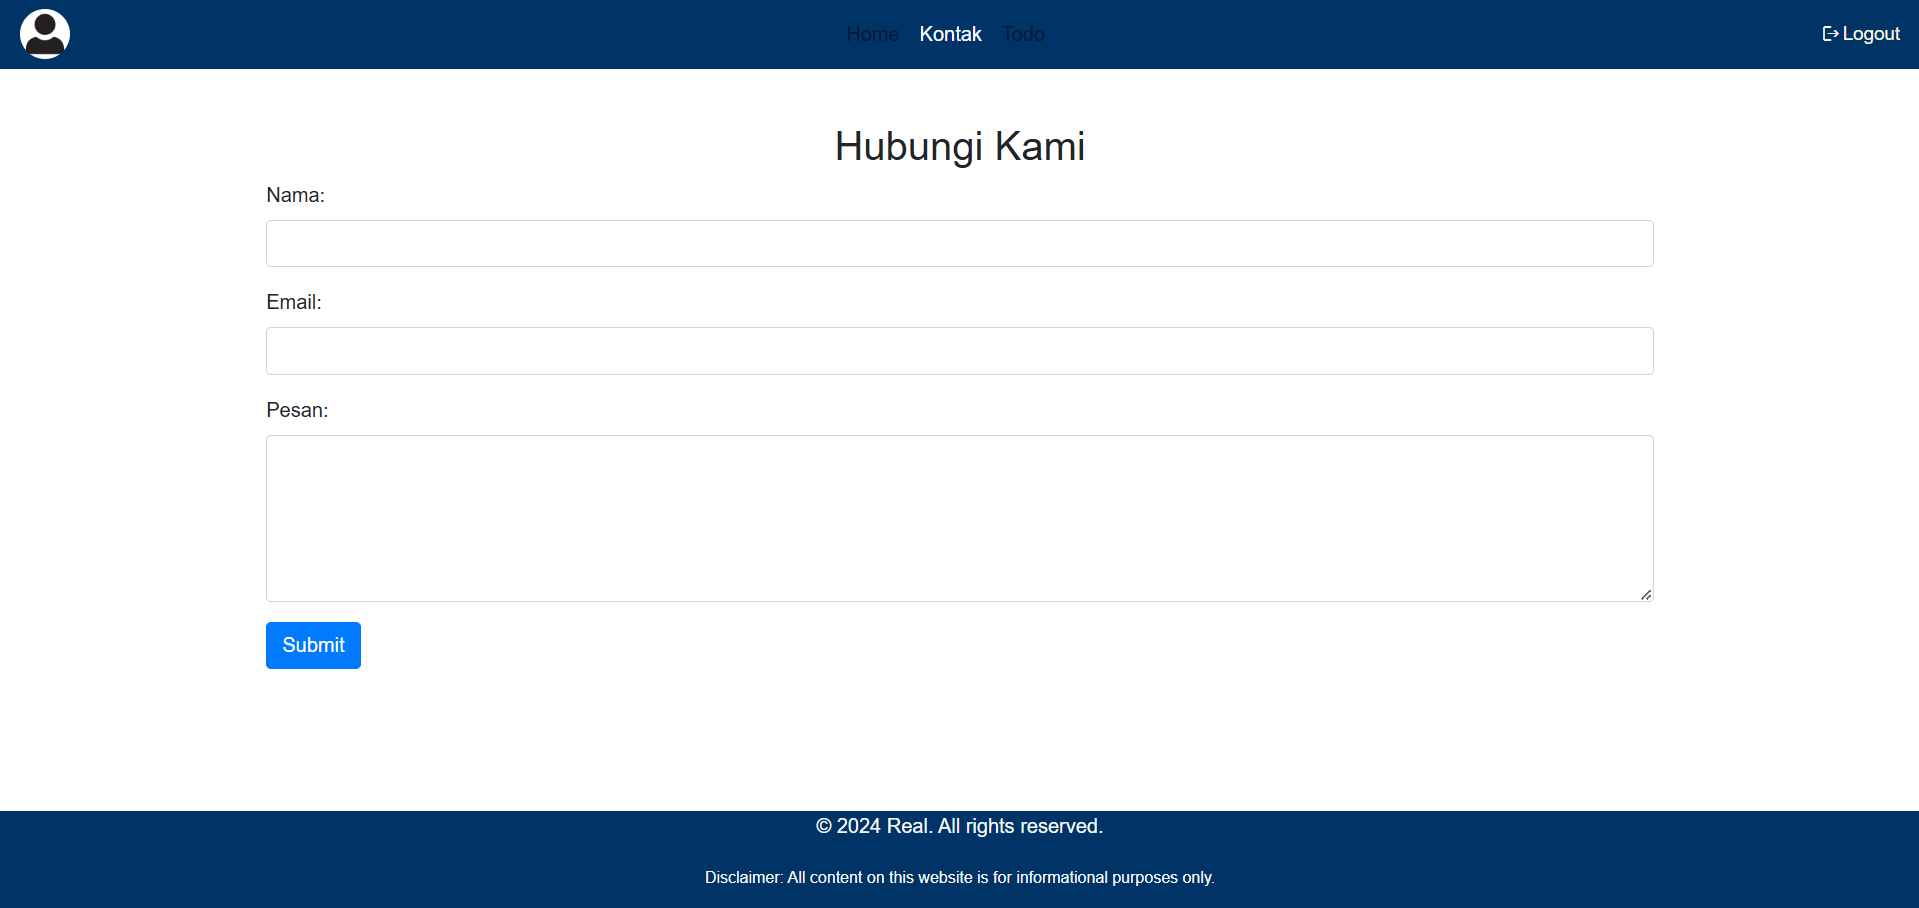 Home Kontak Todo Logout
Hubungi Kami
Nama:
Email:
Pesan:
Submit
© 2024 Real. All rights reserved.
Disclaimer: All content on this website is for informational purposes only.